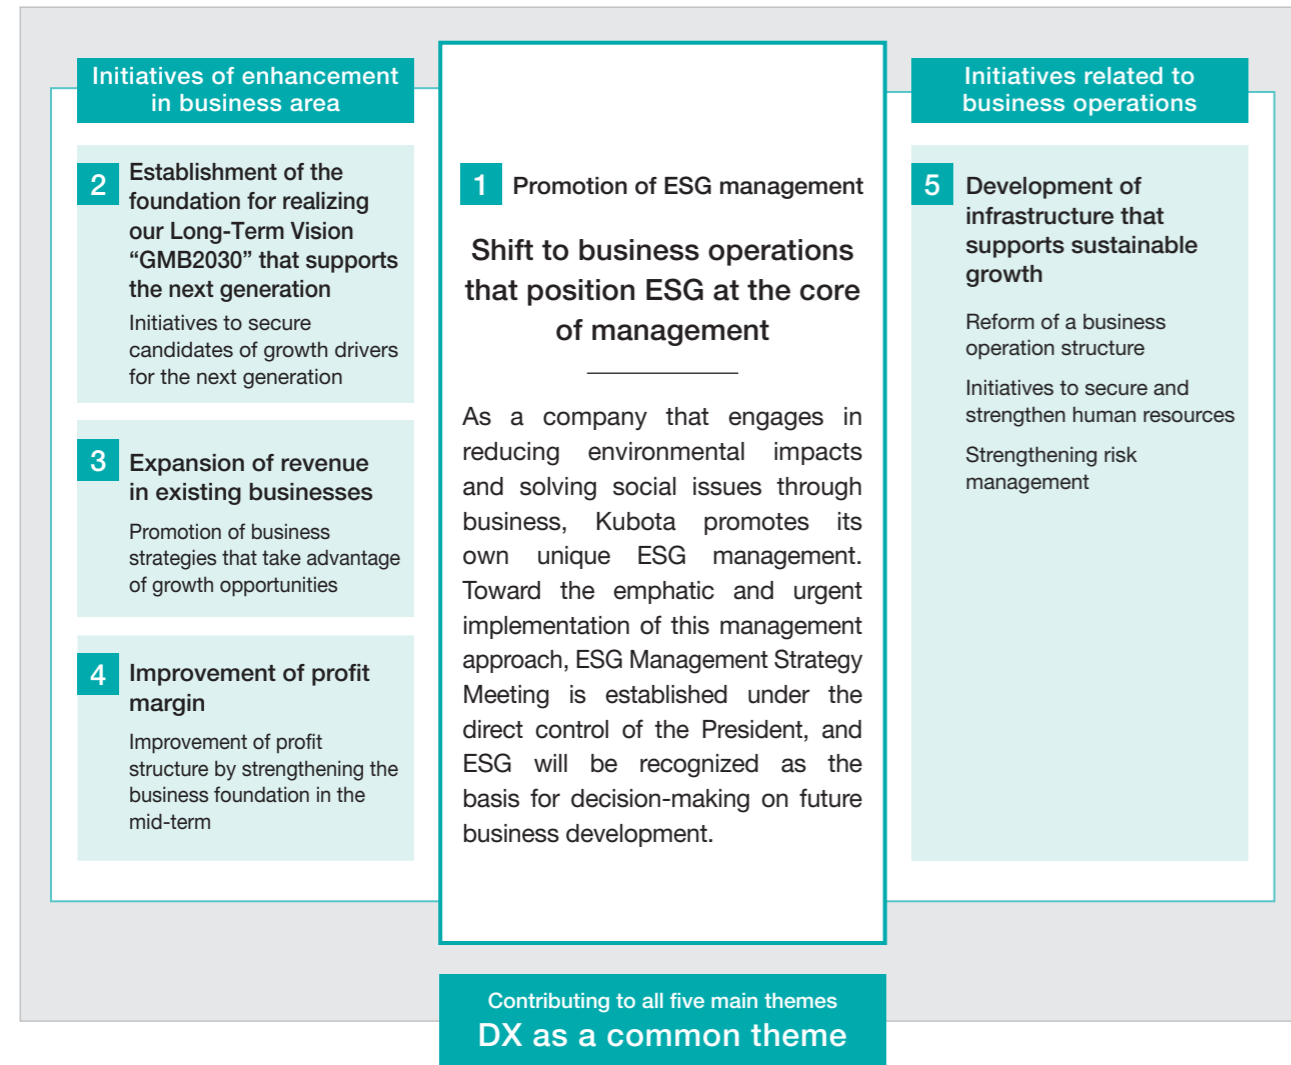 Initiatives of enhancement
in business area
2
Establishment of the
foundation for realizing
our Long-Term Vision
“GMB2030” that supports
the next generation
Initiatives to secure
candidates of growth drivers
for the next generation
3
Expansion of revenue
in existing businesses
Promotion of business
strategies that take advantage
of growth opportunities
4
Improvement of profit
margin
Improvement of profit
structure by strengthening the
business foundation in the
mid-term
1
Promotion of ESG management
Shift to business operations
that position ESG at the core
of management
As a company that engages in
reducing environmental impacts
and solving social issues through
business, Kubota promotes its
own unique ESG management.
Toward the emphatic and urgent
implementation of this management
approach, ESG Management Strategy
Meeting is established under the
direct control of the President, and
ESG will be recognized as the
basis for decision-making on future
business development.
Initiatives related to
business operations
5
Development of
infrastructure that
supports sustainable
growth
Reform of a business
operation structure
Initiatives to secure and
strengthen human resources
Strengthening risk
management
Contributing to all five main themes
DX as a common theme